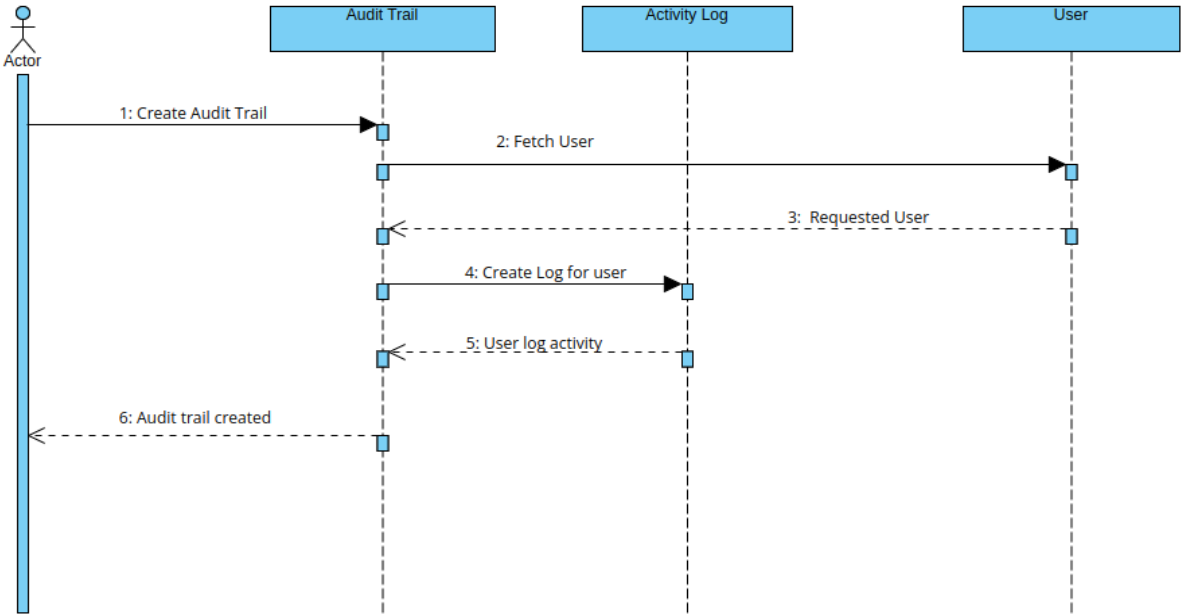 Audit Trail
Activity Log
User
Actor
1: Create Audit Trail
2: Fetch User
3:  Requested User
4: Create Log for user
5: User log activity
6: Audit trail created